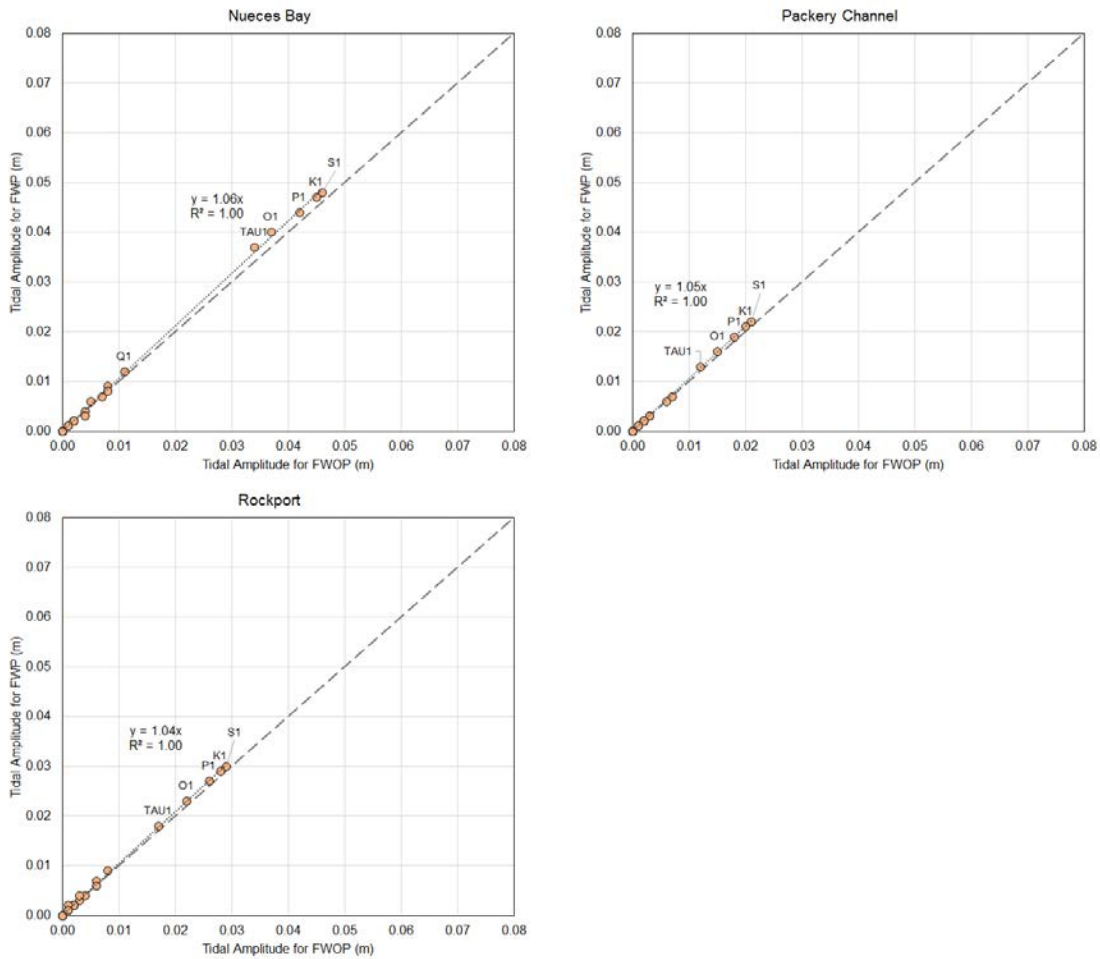 Nueces Bay
0.08
0.07
0.06
0.05
0.04
0.03
0.02
0.01
0.00
Tidal Amplitude for FWP (m)
S1
K1
P1
y = 1.06x
R² = 1.00
O1
TAU1
Q1
0.00 0.01 0.02 0.03 0.04 0.05 0.06 0.07 0.08
Tidal Amplitude for FWOP (m)
Packery Channel
0.08
0.07
0.06
0.05
0.04
0.03
0.02
0.01
0.00
Tidal Amplitude for FWP (m)
y = 1.05x
R² = 1.00
S1
K1
P1
O1
TAU1
0.00 0.01 0.02 0.03 0.04 0.05 0.06 0.07 0.08
Tidal Amplitude for FWOP (m)
Rockport
0.08
0.07
0.06
0.05
0.04
0.03
0.02
0.01
0.00
Tidal Amplitude for FWP (m)
y = 1.04x
R² = 1.00
S1
K1
P1
O1
TAU1
0.00 0.01 0.02 0.03 0.04 0.05 0.06 0.07 0.08
Tidal Amplitude for FWOP (m)